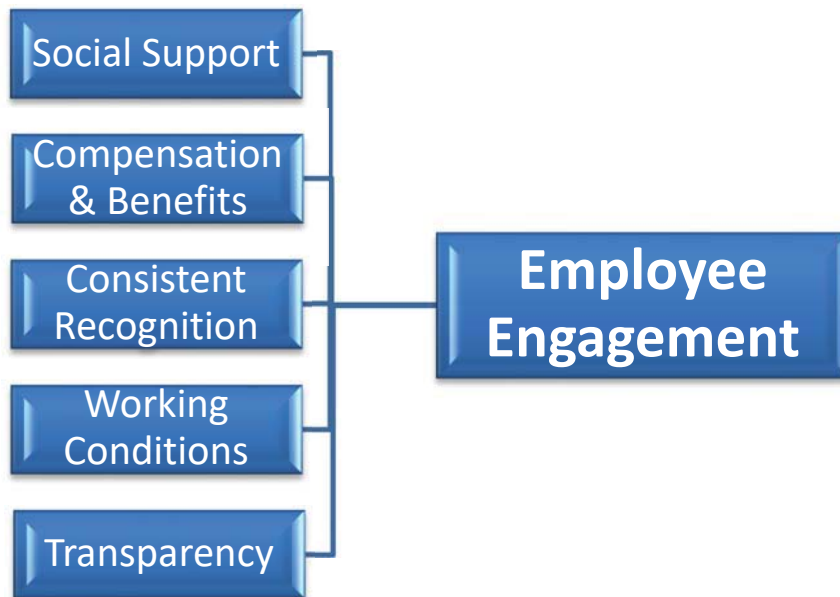 Social Support
Compensation
& Benefits
Consistent
Recognition
Working
Conditions
Transparency
Employee
Engagement